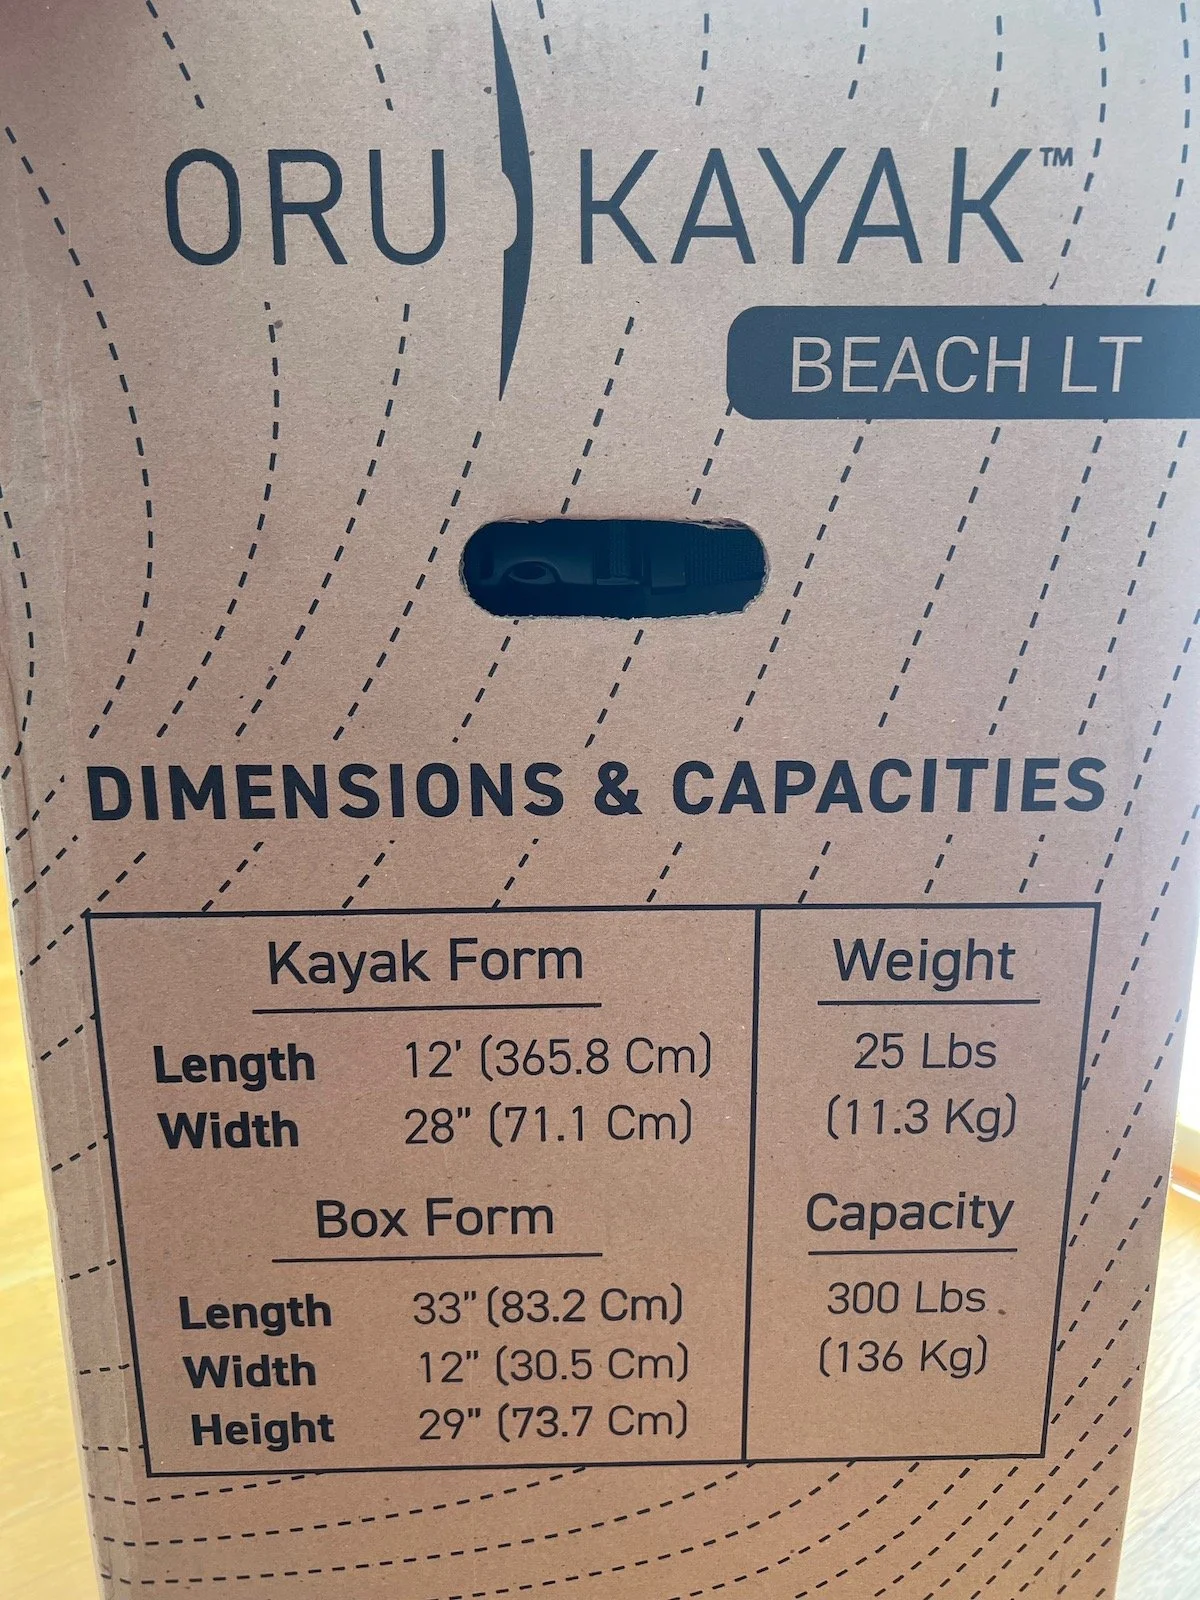 ORU KAYAK™
BEACH LT
DIMENSIONS & CAPACITIES
Kayak Form
Length 12' (365.8 Cm)
Width 28" (71.1 Cm)
Box Form
Length 33" (83.2 Cm)
Width 12" (30.5 Cm)
Height 29" (73.7 Cm)
Weight
25 Lbs
(11.3 Kg)
Capacity
300 Lbs
(136 Kg)